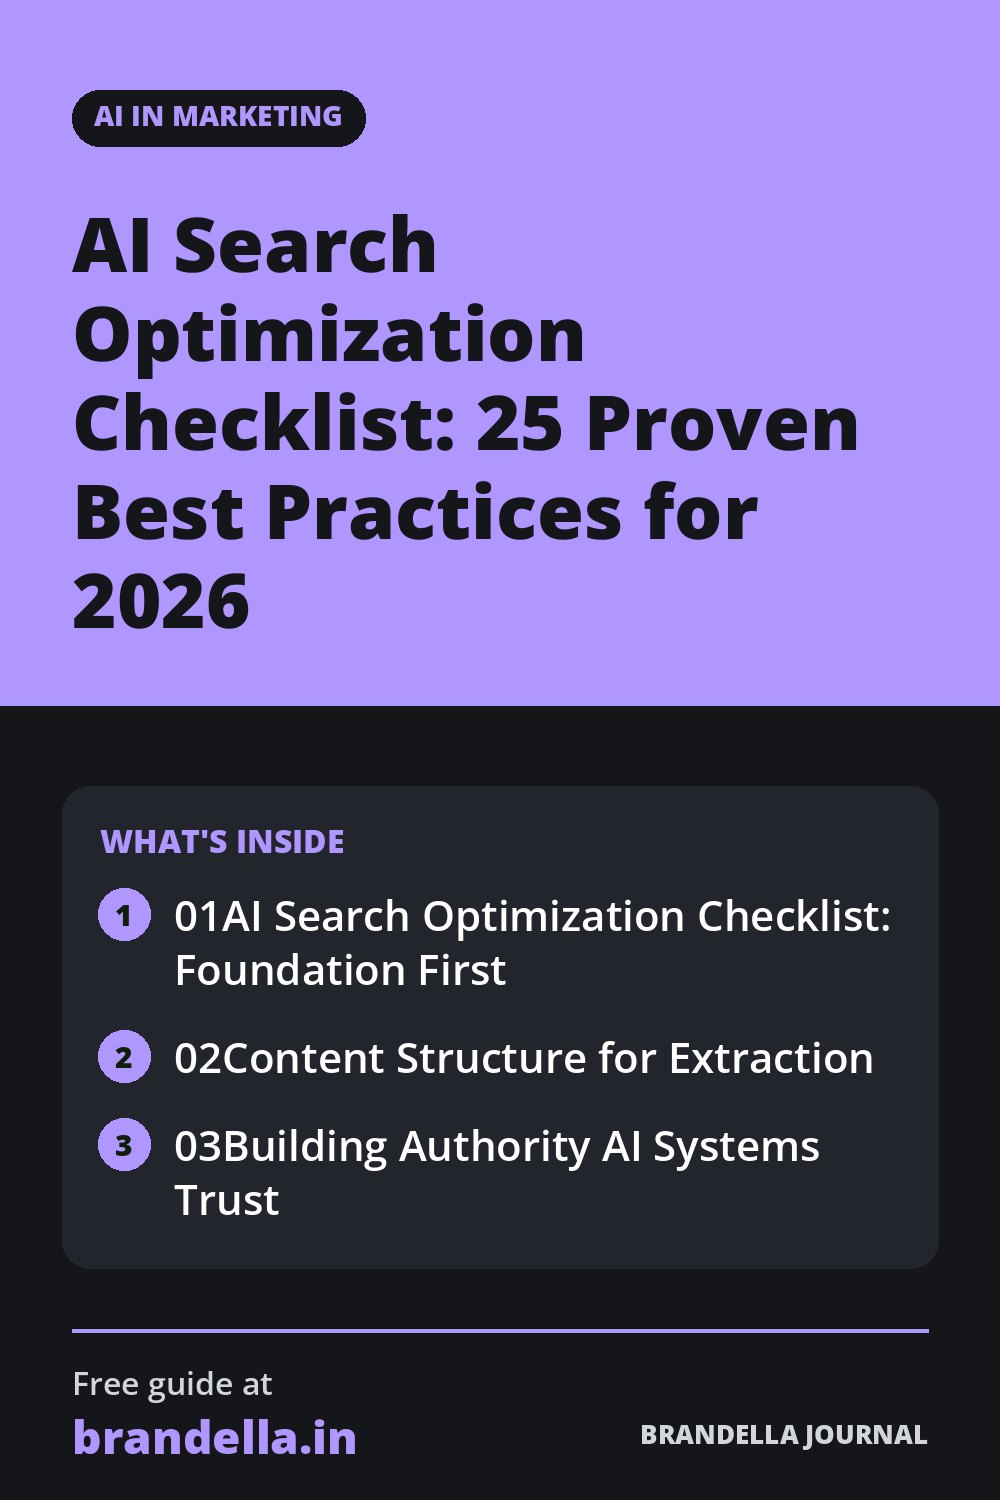 AI IN MARKETING
AI Search
Optimization
Checklist: 25 Proven
Best Practices for
2026
WHAT'S INSIDE
1 01AI Search Optimization Checklist:
Foundation First
2 02Content Structure for Extraction
3 03Building Authority AI Systems
Trust
Free guide at
brandella.in
BRANDELLA JOURNAL